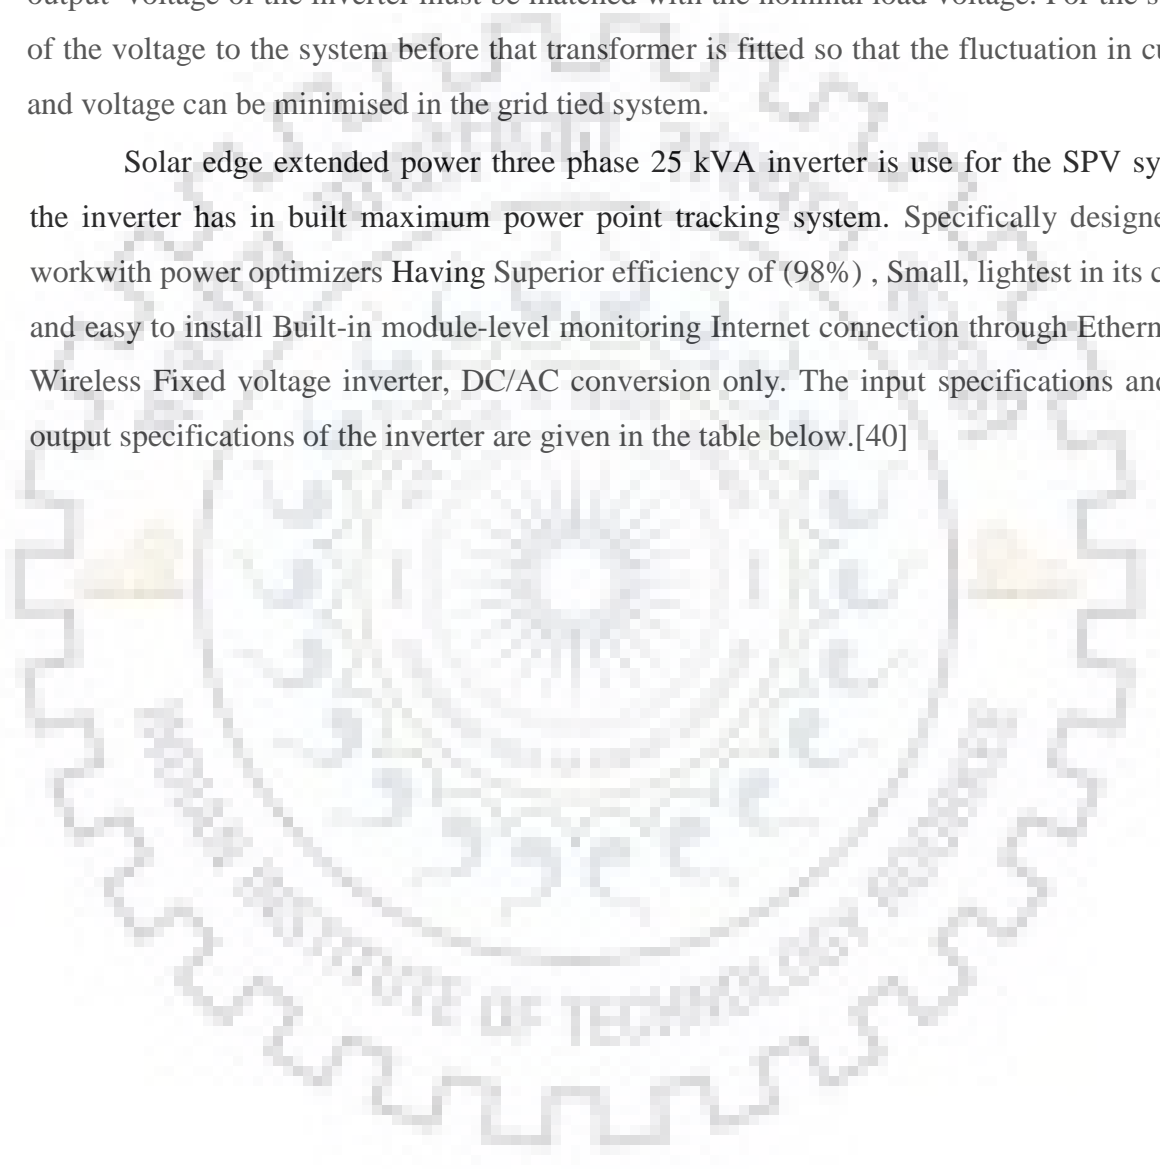 output voltage of the inverter must be matched with the nominal load voltage. For the s
of the voltage to the system before that transformer is fitted so that the fluctuation in cu
and voltage can be minimised in the grid tied system.
Solar edge extended power three phase 25 kVA inverter is use for the SPV sy
the inverter has in built maximum power point tracking system. Specifically designe
workwith power optimizers Having Superior efficiency of (98%) , Small, lightest in its c
and easy to install Built-in module-level monitoring Internet connection through Ethern
Wireless Fixed voltage inverter, DC/AC conversion only. The input specifications and
output specifications of the inverter are given in the table below.[40]
INSTITUTE OF TECHNOLOGY